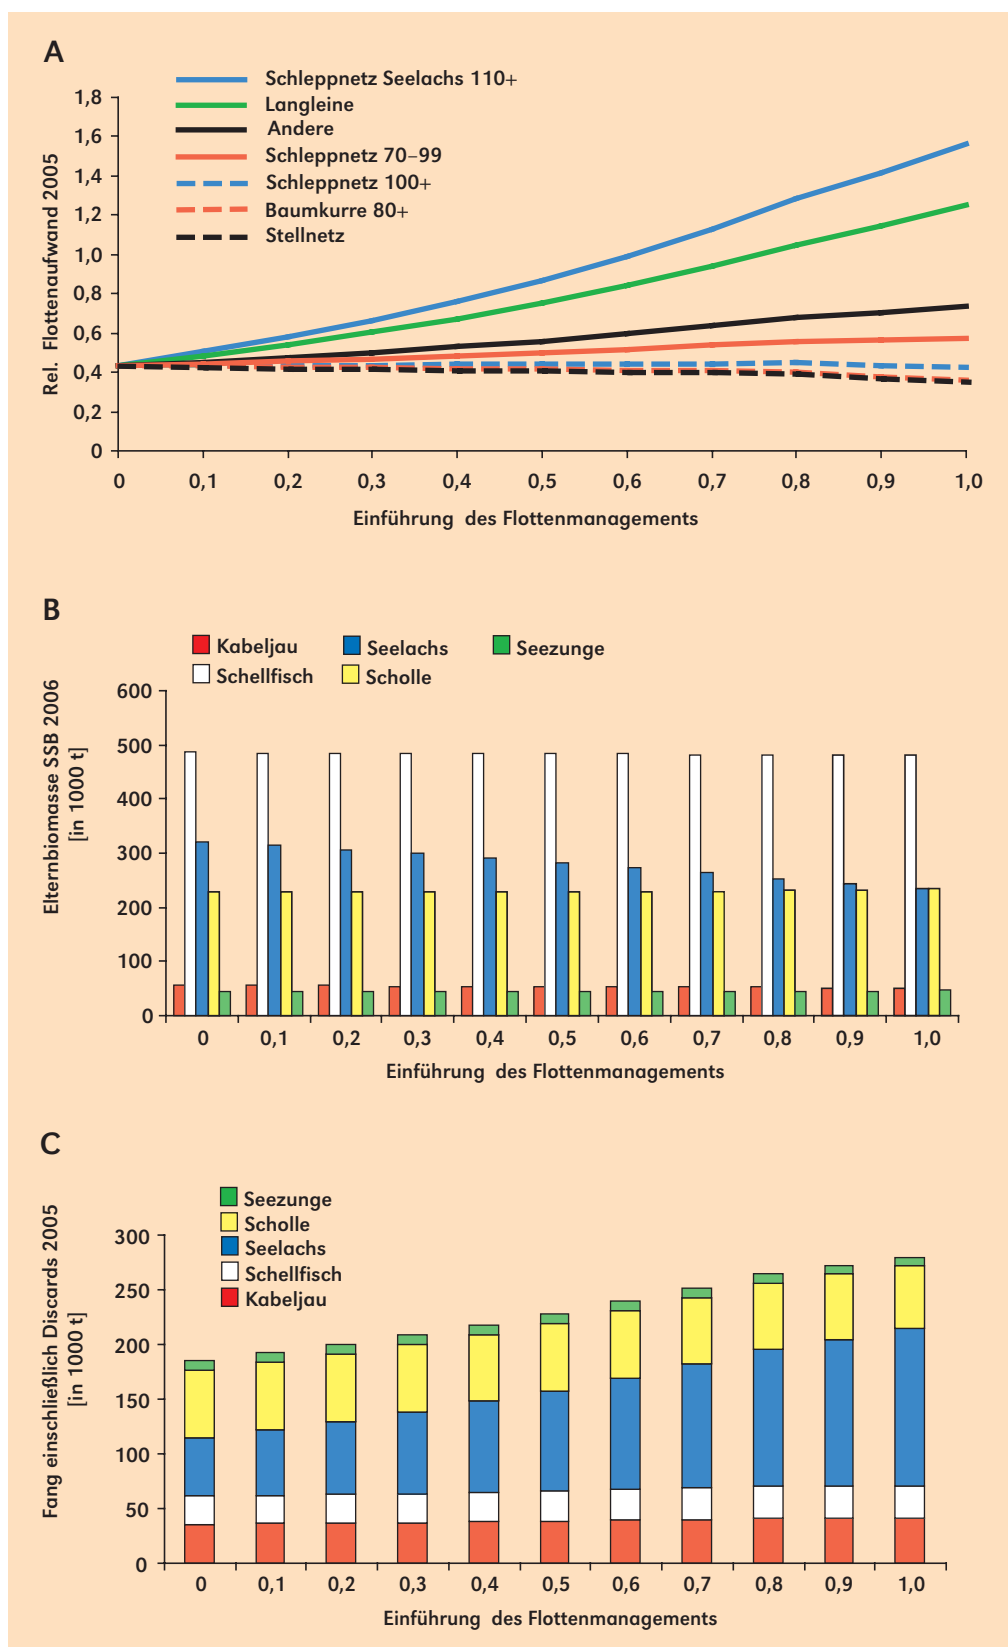 A
Schleppnetz Seelachs 110+
Langleine
Andere
Schleppnetz 70–99
Schleppnetz 100+
Baumkurre 80+
Stellnetz
Rel. Flottenaufwand 2005
1,8
1,6
1,4
1,2
1,0
0,8
0,6
0,4
0,2
0
0 0,1 0,2 0,3 0,4 0,5 0,6 0,7 0,8 0,9 1,0
Einführung des Flottenmanagements
B
Kabeljau Seelachs Seezunge
Schellfisch Scholle
Elternbiomasse SSB 2006
[in 1000 t]
600
500
400
300
200
100
0
0 0,1 0,2 0,3 0,4 0,5 0,6 0,7 0,8 0,9 1,0
Einführung des Flottenmanagements
C
Seezunge
Scholle
Seelachs
Schellfisch
Kabeljau
Fang einschließlich Discards 2005
[in 1000 t]
300
250
200
150
100
50
0
0 0,1 0,2 0,3 0,4 0,5 0,6 0,7 0,8 0,9 1,0
Einführung des Flottenmanagements